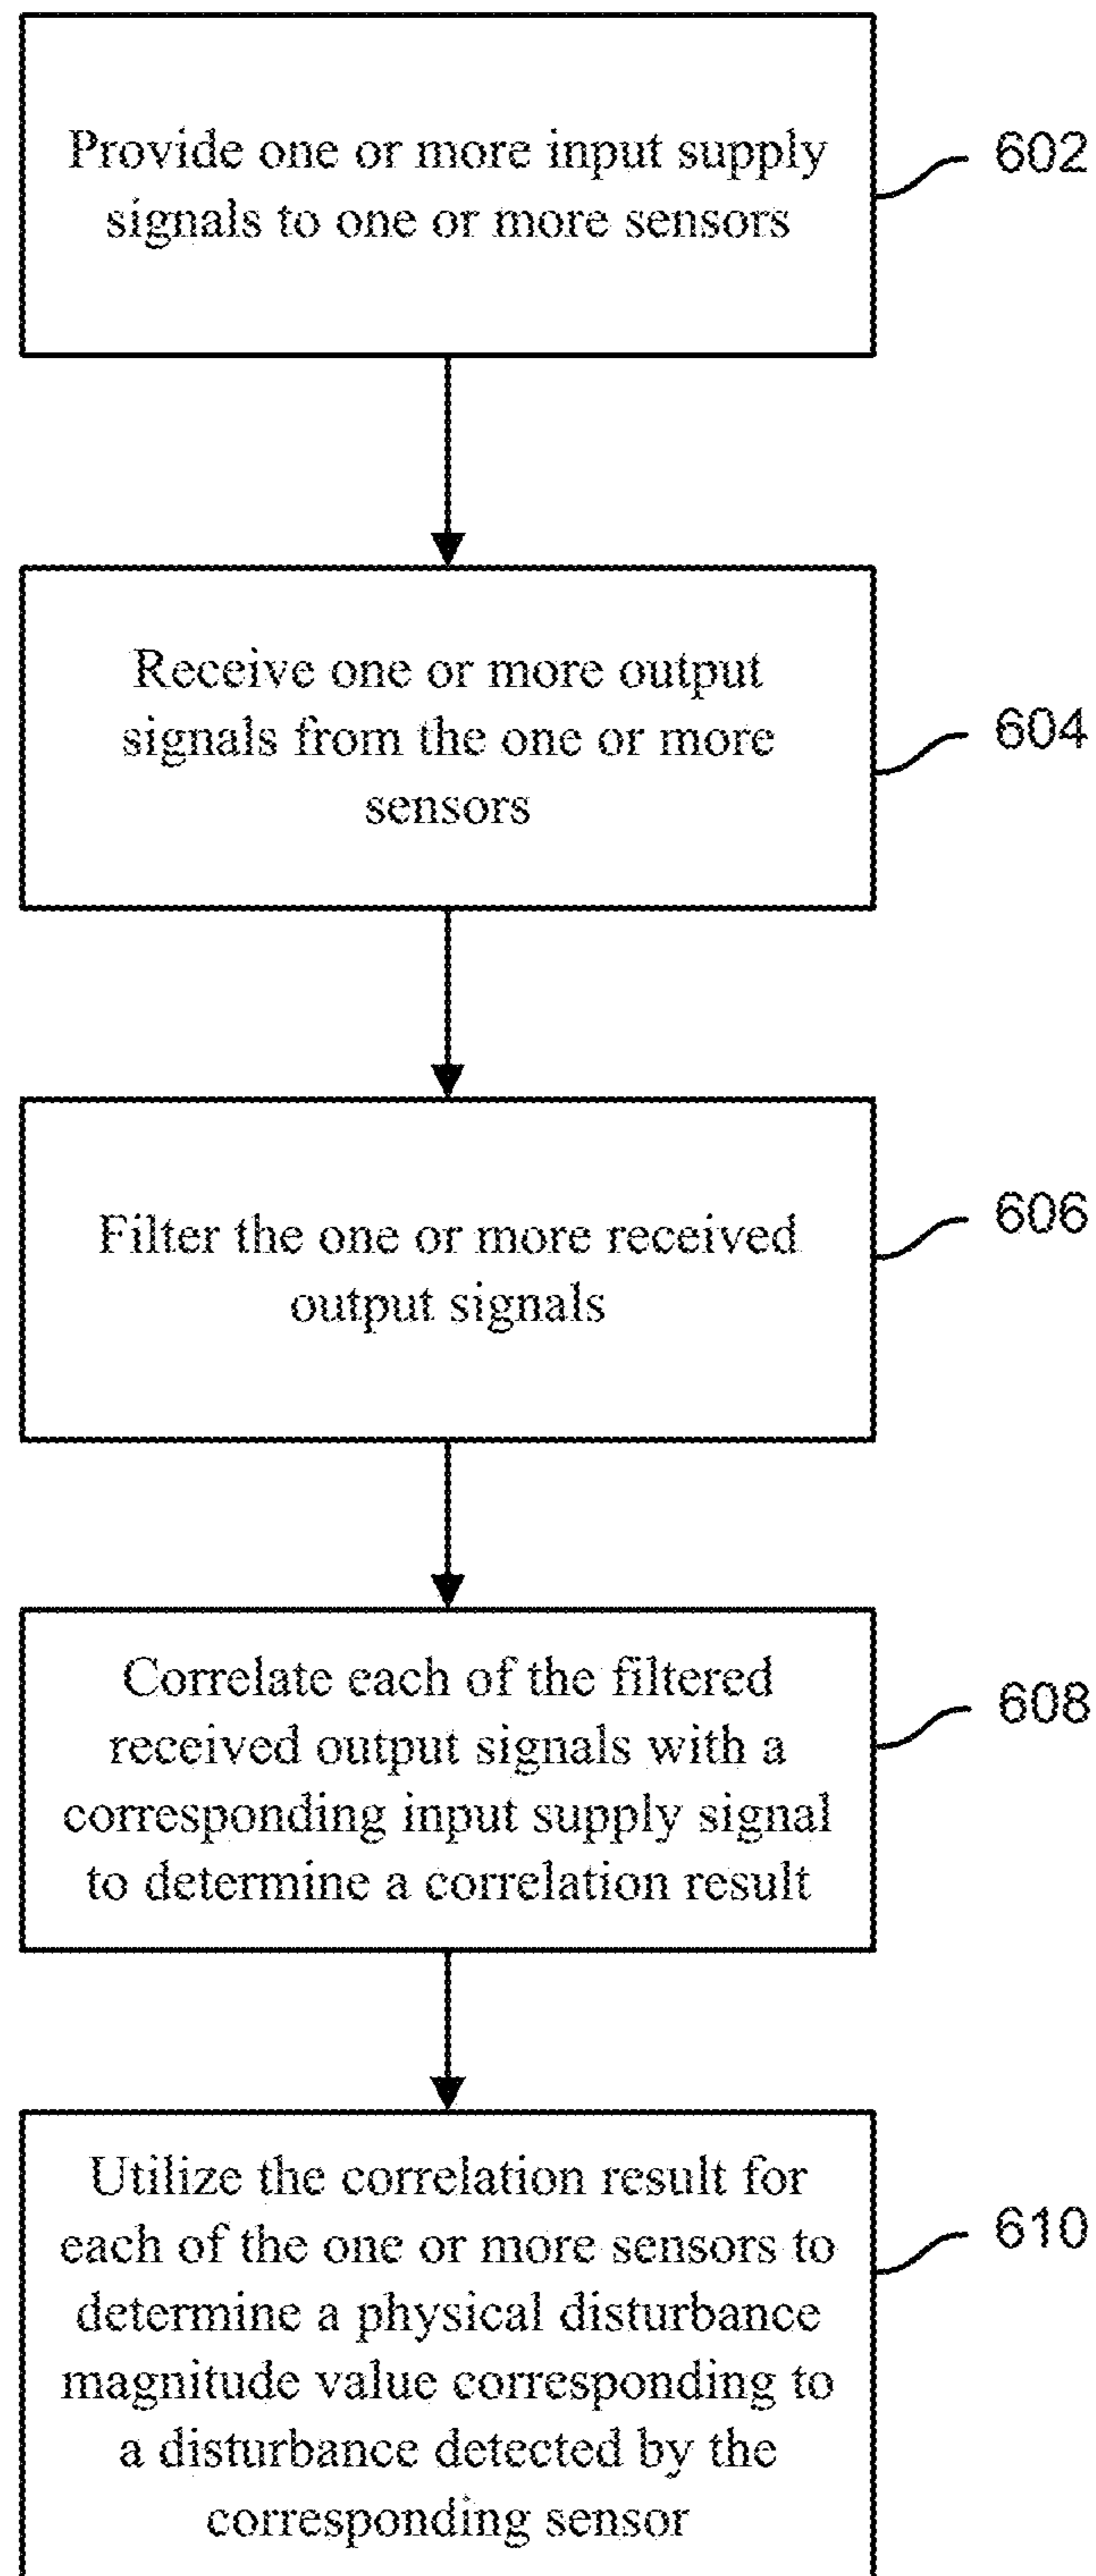 Provide one or more input supply
signals to one or more sensors
602
Receive one or more output
signals from the one or more
sensors
604
Filter the one or more received
output signals
606
Correlate each of the filtered
received output signals with a
corresponding input supply signal
to determine a correlation result
608
Utilize the correlation result for
each of the one or more sensors to
determine a physical disturbance
magnitude value corresponding to
a disturbance detected by the
corresponding sensor
610